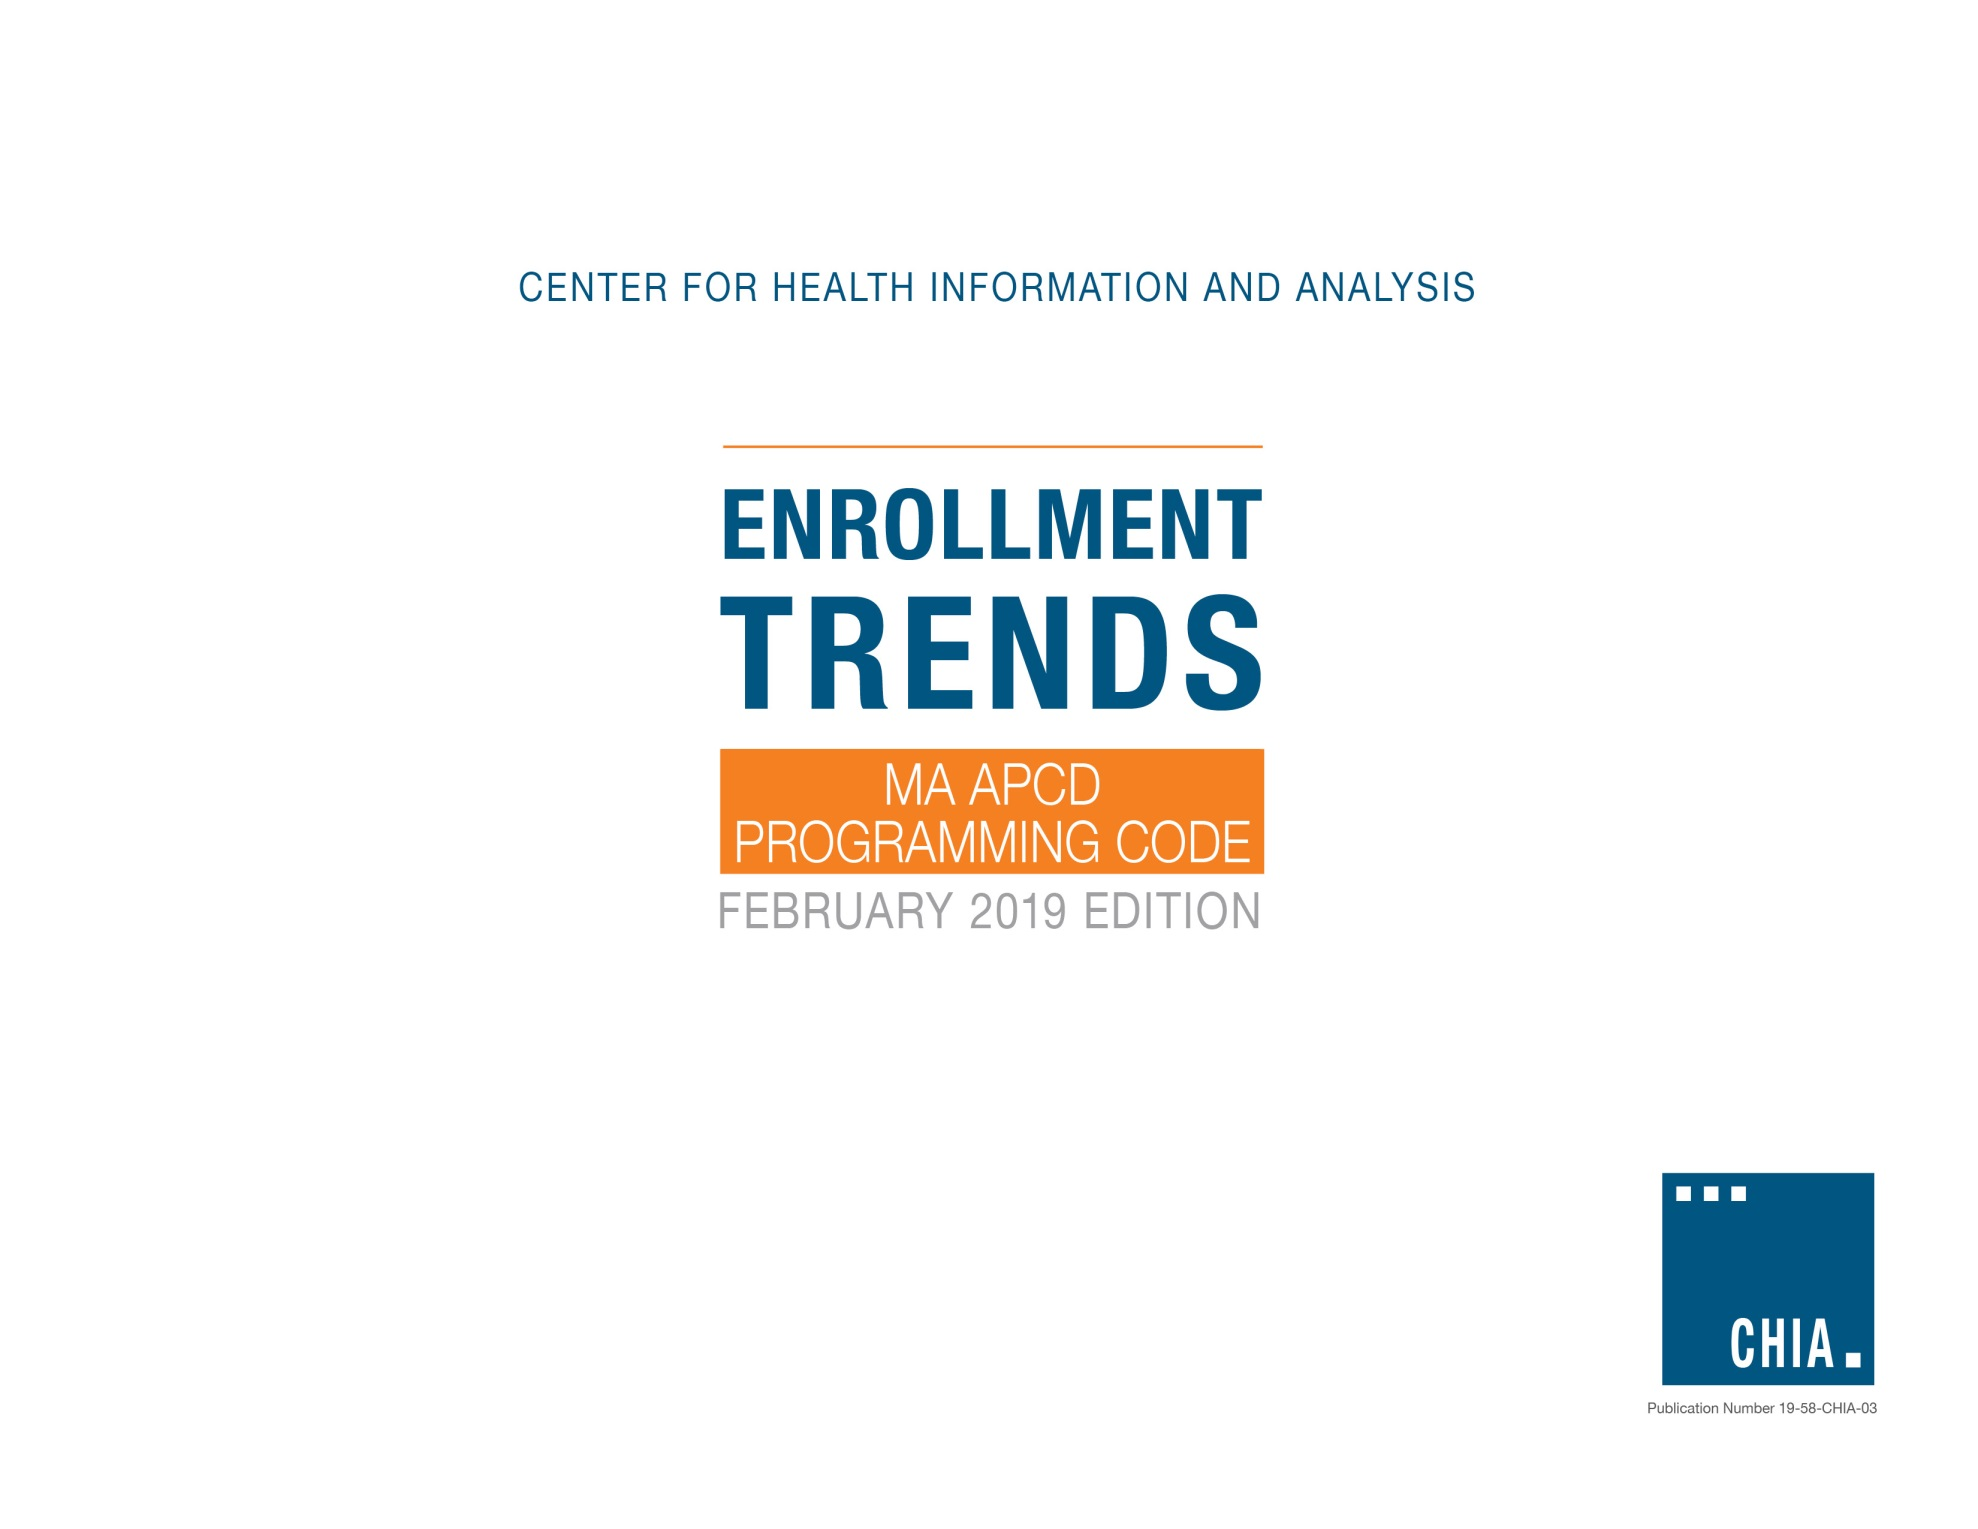 CENTER FOR HEALTH INFORMATION AND ANALYSIS
ENROLLMENT
TRENDS
MA APCD
PROGRAMMING CODE
FEBRUARY 2019 EDITION
CHIA.
Publication Number 19-58-CHIA-03